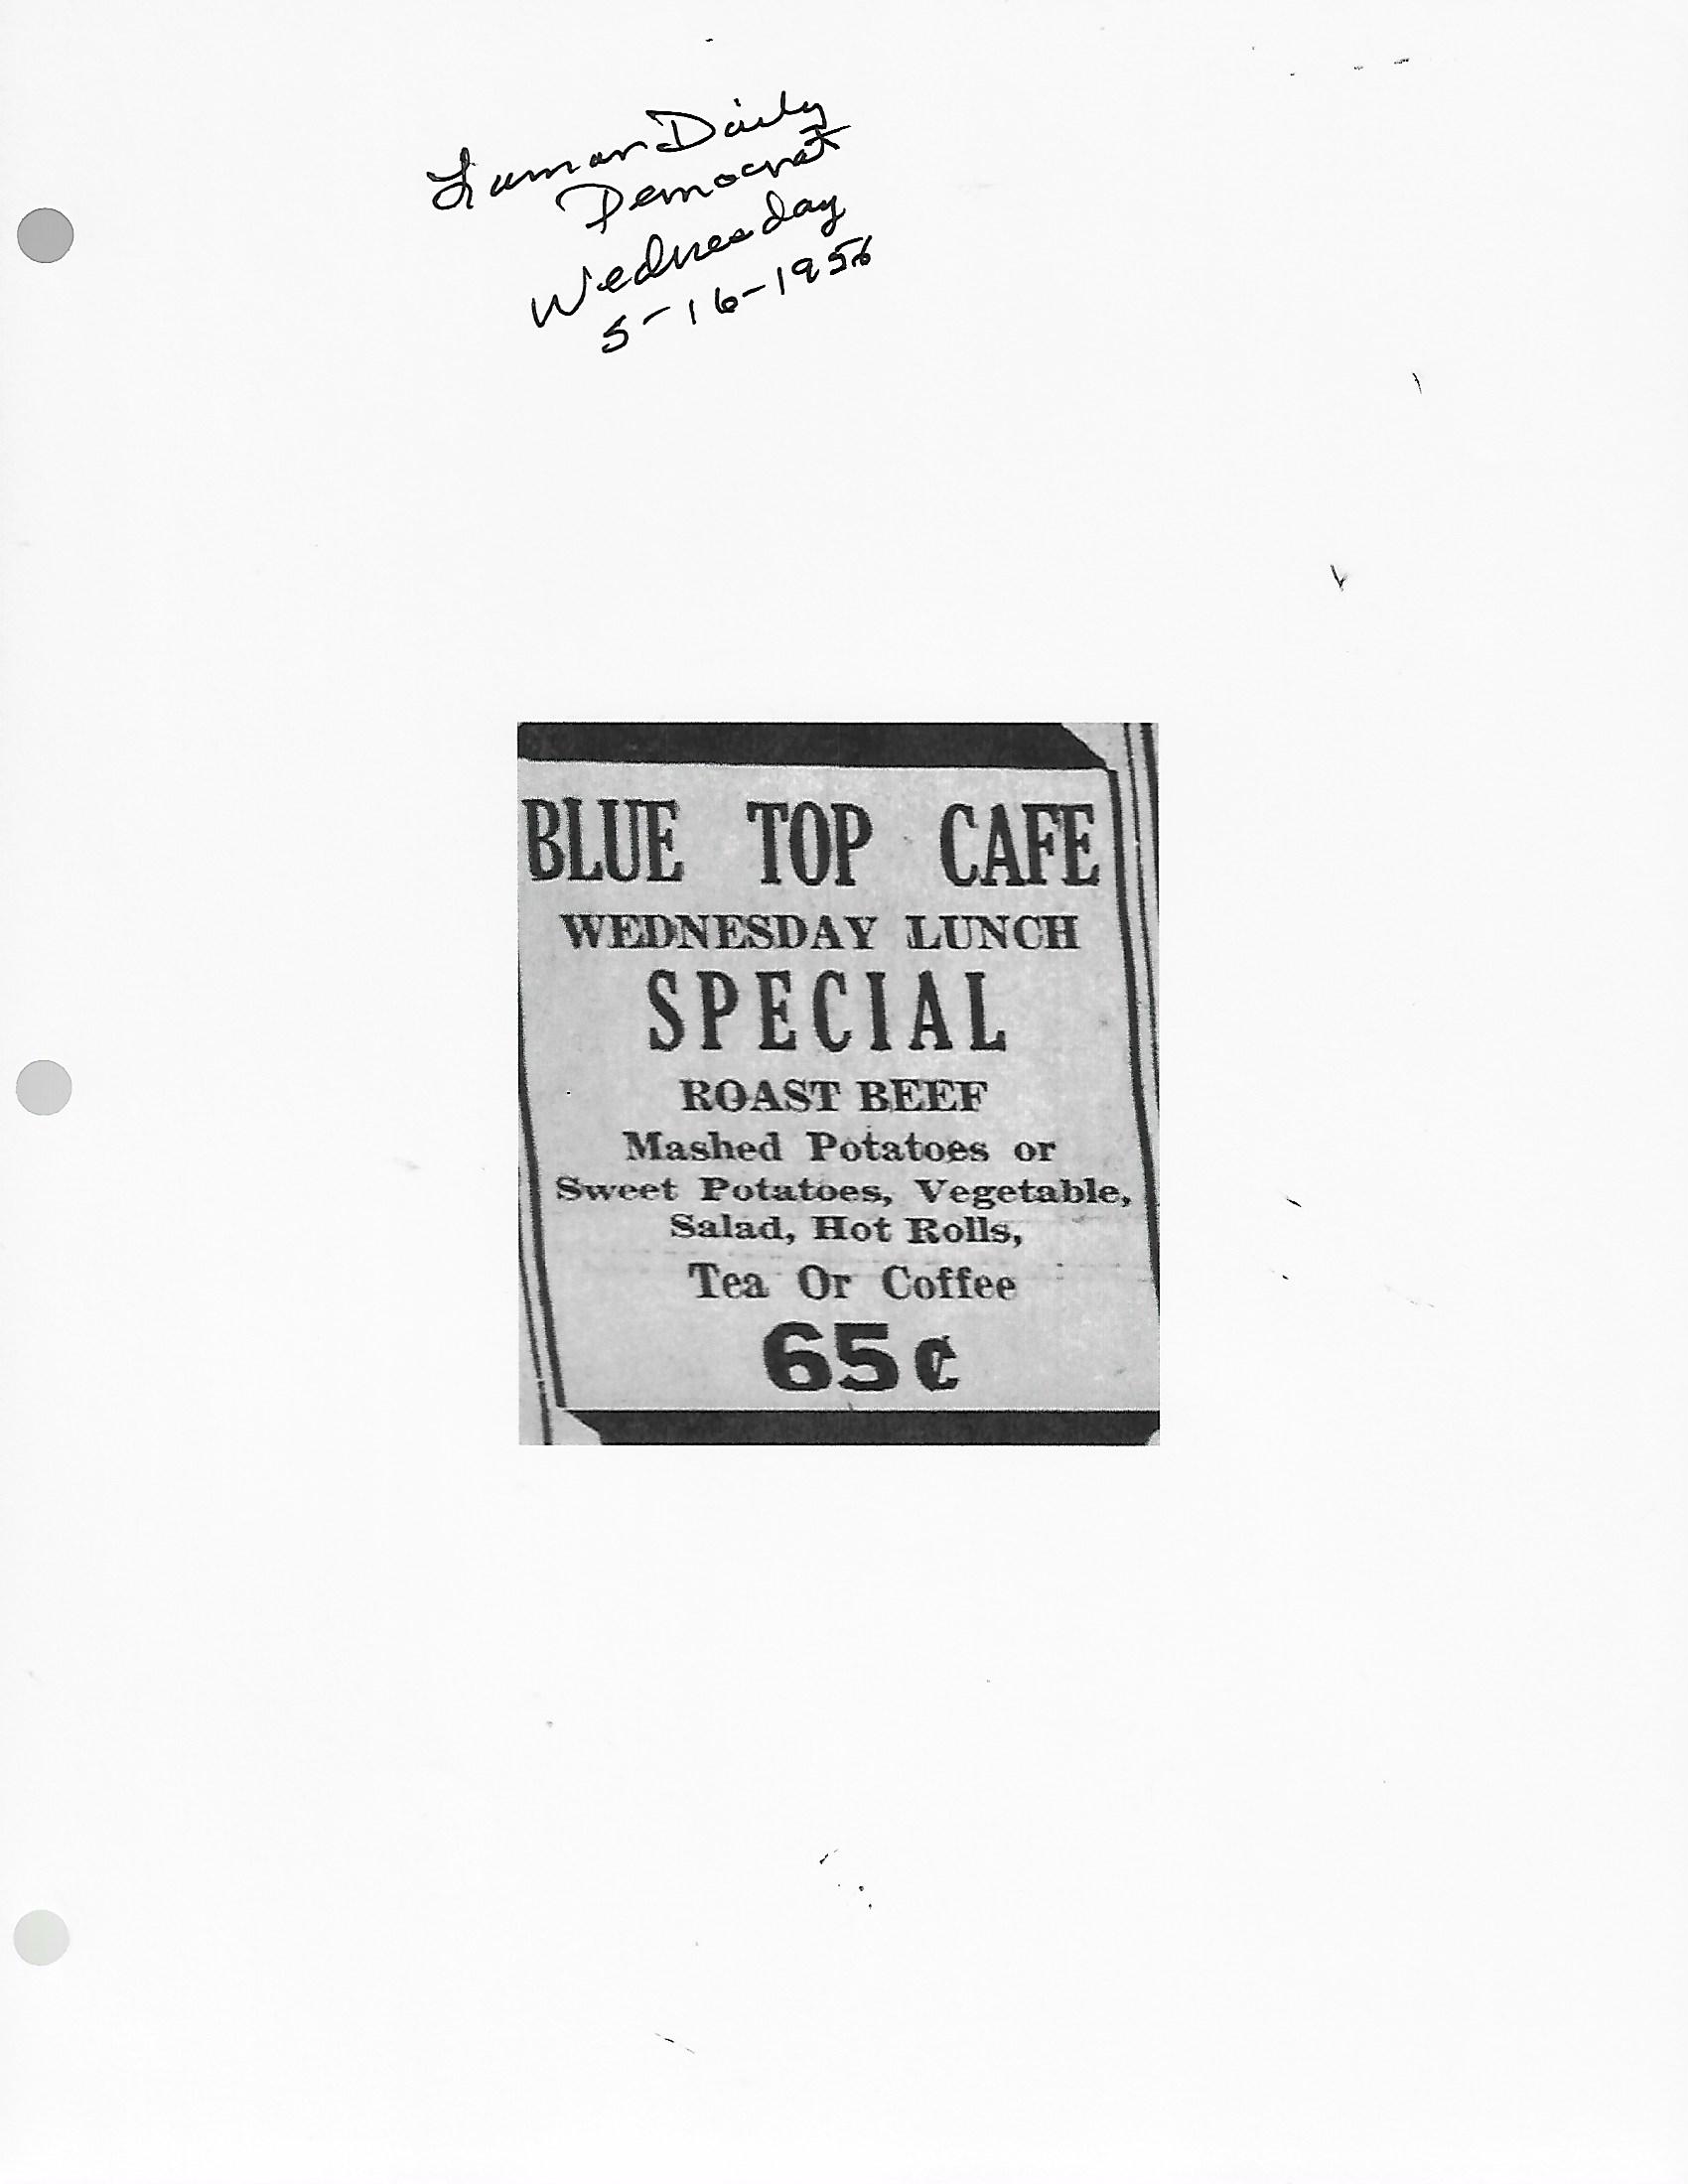 Lamar Daily
Democrat
Wednesday
5-16-1956
BLUE TOP CAFE
WEDNESDAY LUNCH
SPECIAL
ROAST BEEF
Mashed Potatoes or
Sweet Potatoes, Vegetable,
Salad, Hot Rolls,
Tea Or Coffee
65¢